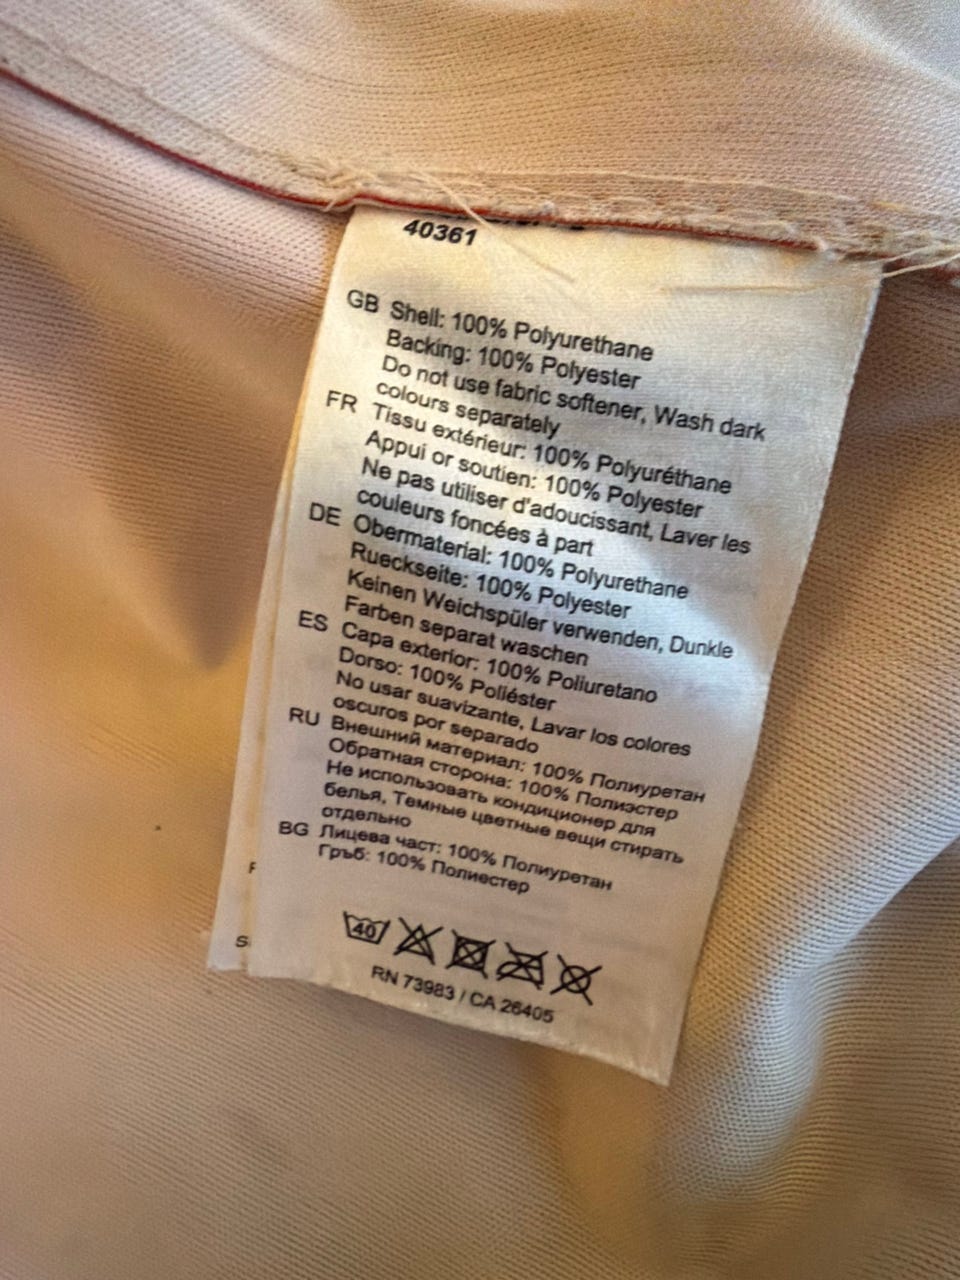 40361
GB Shell: 100% Polyurethane
Backing: 100% Polyester
Do not use fabric softener, Wash dark
colours separately
FR Tissu extérieur: 100% Polyuréthane
Appui or soutien: 100% Polyester
Ne pas utiliser d'adoucissant, Laver les
couleurs foncées à part
DE Obermaterial: 100% Polyurethane
Rueckseite: 100% Polyester
Keinen Weichspüler verwenden, Dunkle
Farben separat waschen
ES Capa exterior: 100% Poliuretano
Dorso: 100% Poliéster
No usar suavizante, Lavar los colores
oscuros por separado
RU Внешний материал: 100% Полиуретан
Обратная сторона: 100% Полиэстер
Не использовать кондиционер для
белья, Темные цветные вещи стирать
отдельно
BG Лицева част: 100% Полиуретан
Гръб: 100% Полиестер
40
RN 73983 / CA 26405